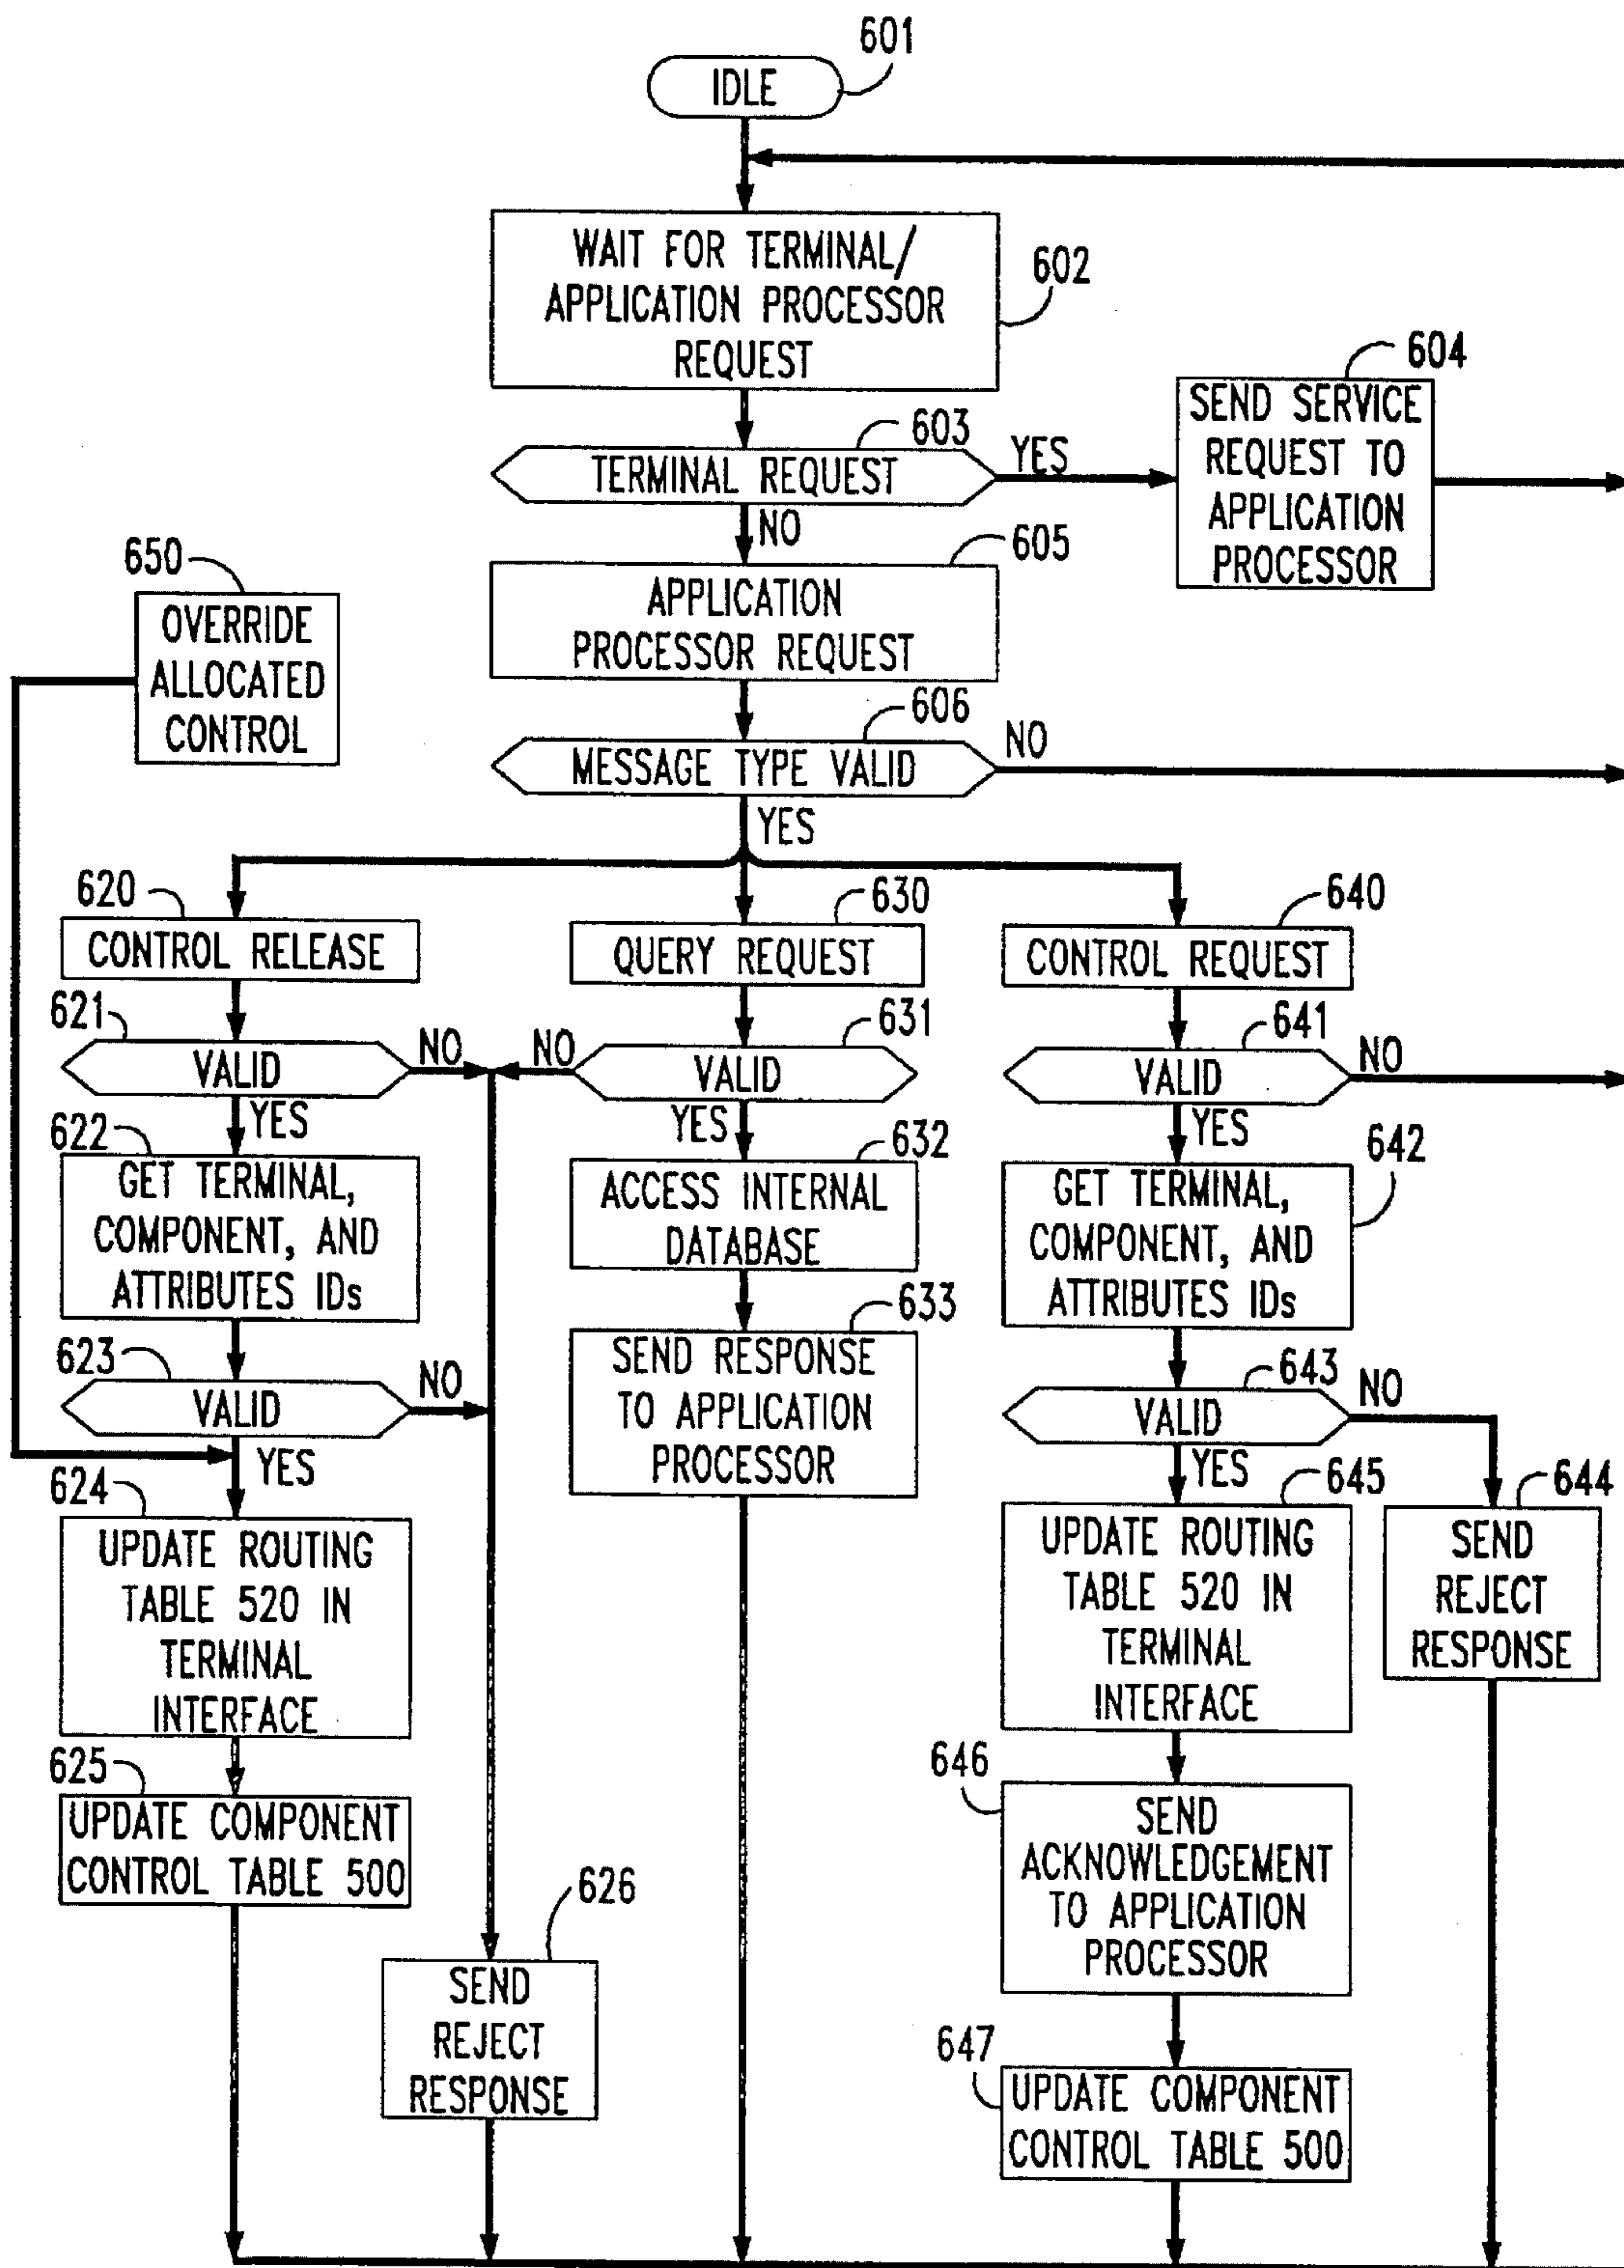 601
IDLE
WAIT FOR TERMINAL/
APPLICATION PROCESSOR
REQUEST
602
603
TERMINAL REQUEST
YES
NO
604
SEND SERVICE
REQUEST TO
APPLICATION
PROCESSOR
605
APPLICATION
PROCESSOR REQUEST
650
OVERRIDE
ALLOCATED
CONTROL
606
MESSAGE TYPE VALID
NO
YES
620
CONTROL RELEASE
621
VALID
NO
YES
622
GET TERMINAL,
COMPONENT, AND
ATTRIBUTES IDs
623
VALID
NO
YES
624
UPDATE ROUTING
TABLE 520 IN
TERMINAL
INTERFACE
625
UPDATE COMPONENT
CONTROL TABLE 500
626
SEND
REJECT
RESPONSE
630
QUERY REQUEST
631
NO
VALID
YES
632
ACCESS INTERNAL
DATABASE
633
SEND RESPONSE
TO APPLICATION
PROCESSOR
640
CONTROL REQUEST
641
VALID
NO
YES
642
GET TERMINAL,
COMPONENT, AND
ATTRIBUTES IDs
643
VALID
NO
YES
644
SEND
REJECT
RESPONSE
645
UPDATE ROUTING
TABLE 520 IN
TERMINAL
INTERFACE
646
SEND
ACKNOWLEDGEMENT
TO APPLICATION
PROCESSOR
647
UPDATE COMPONENT
CONTROL TABLE 500